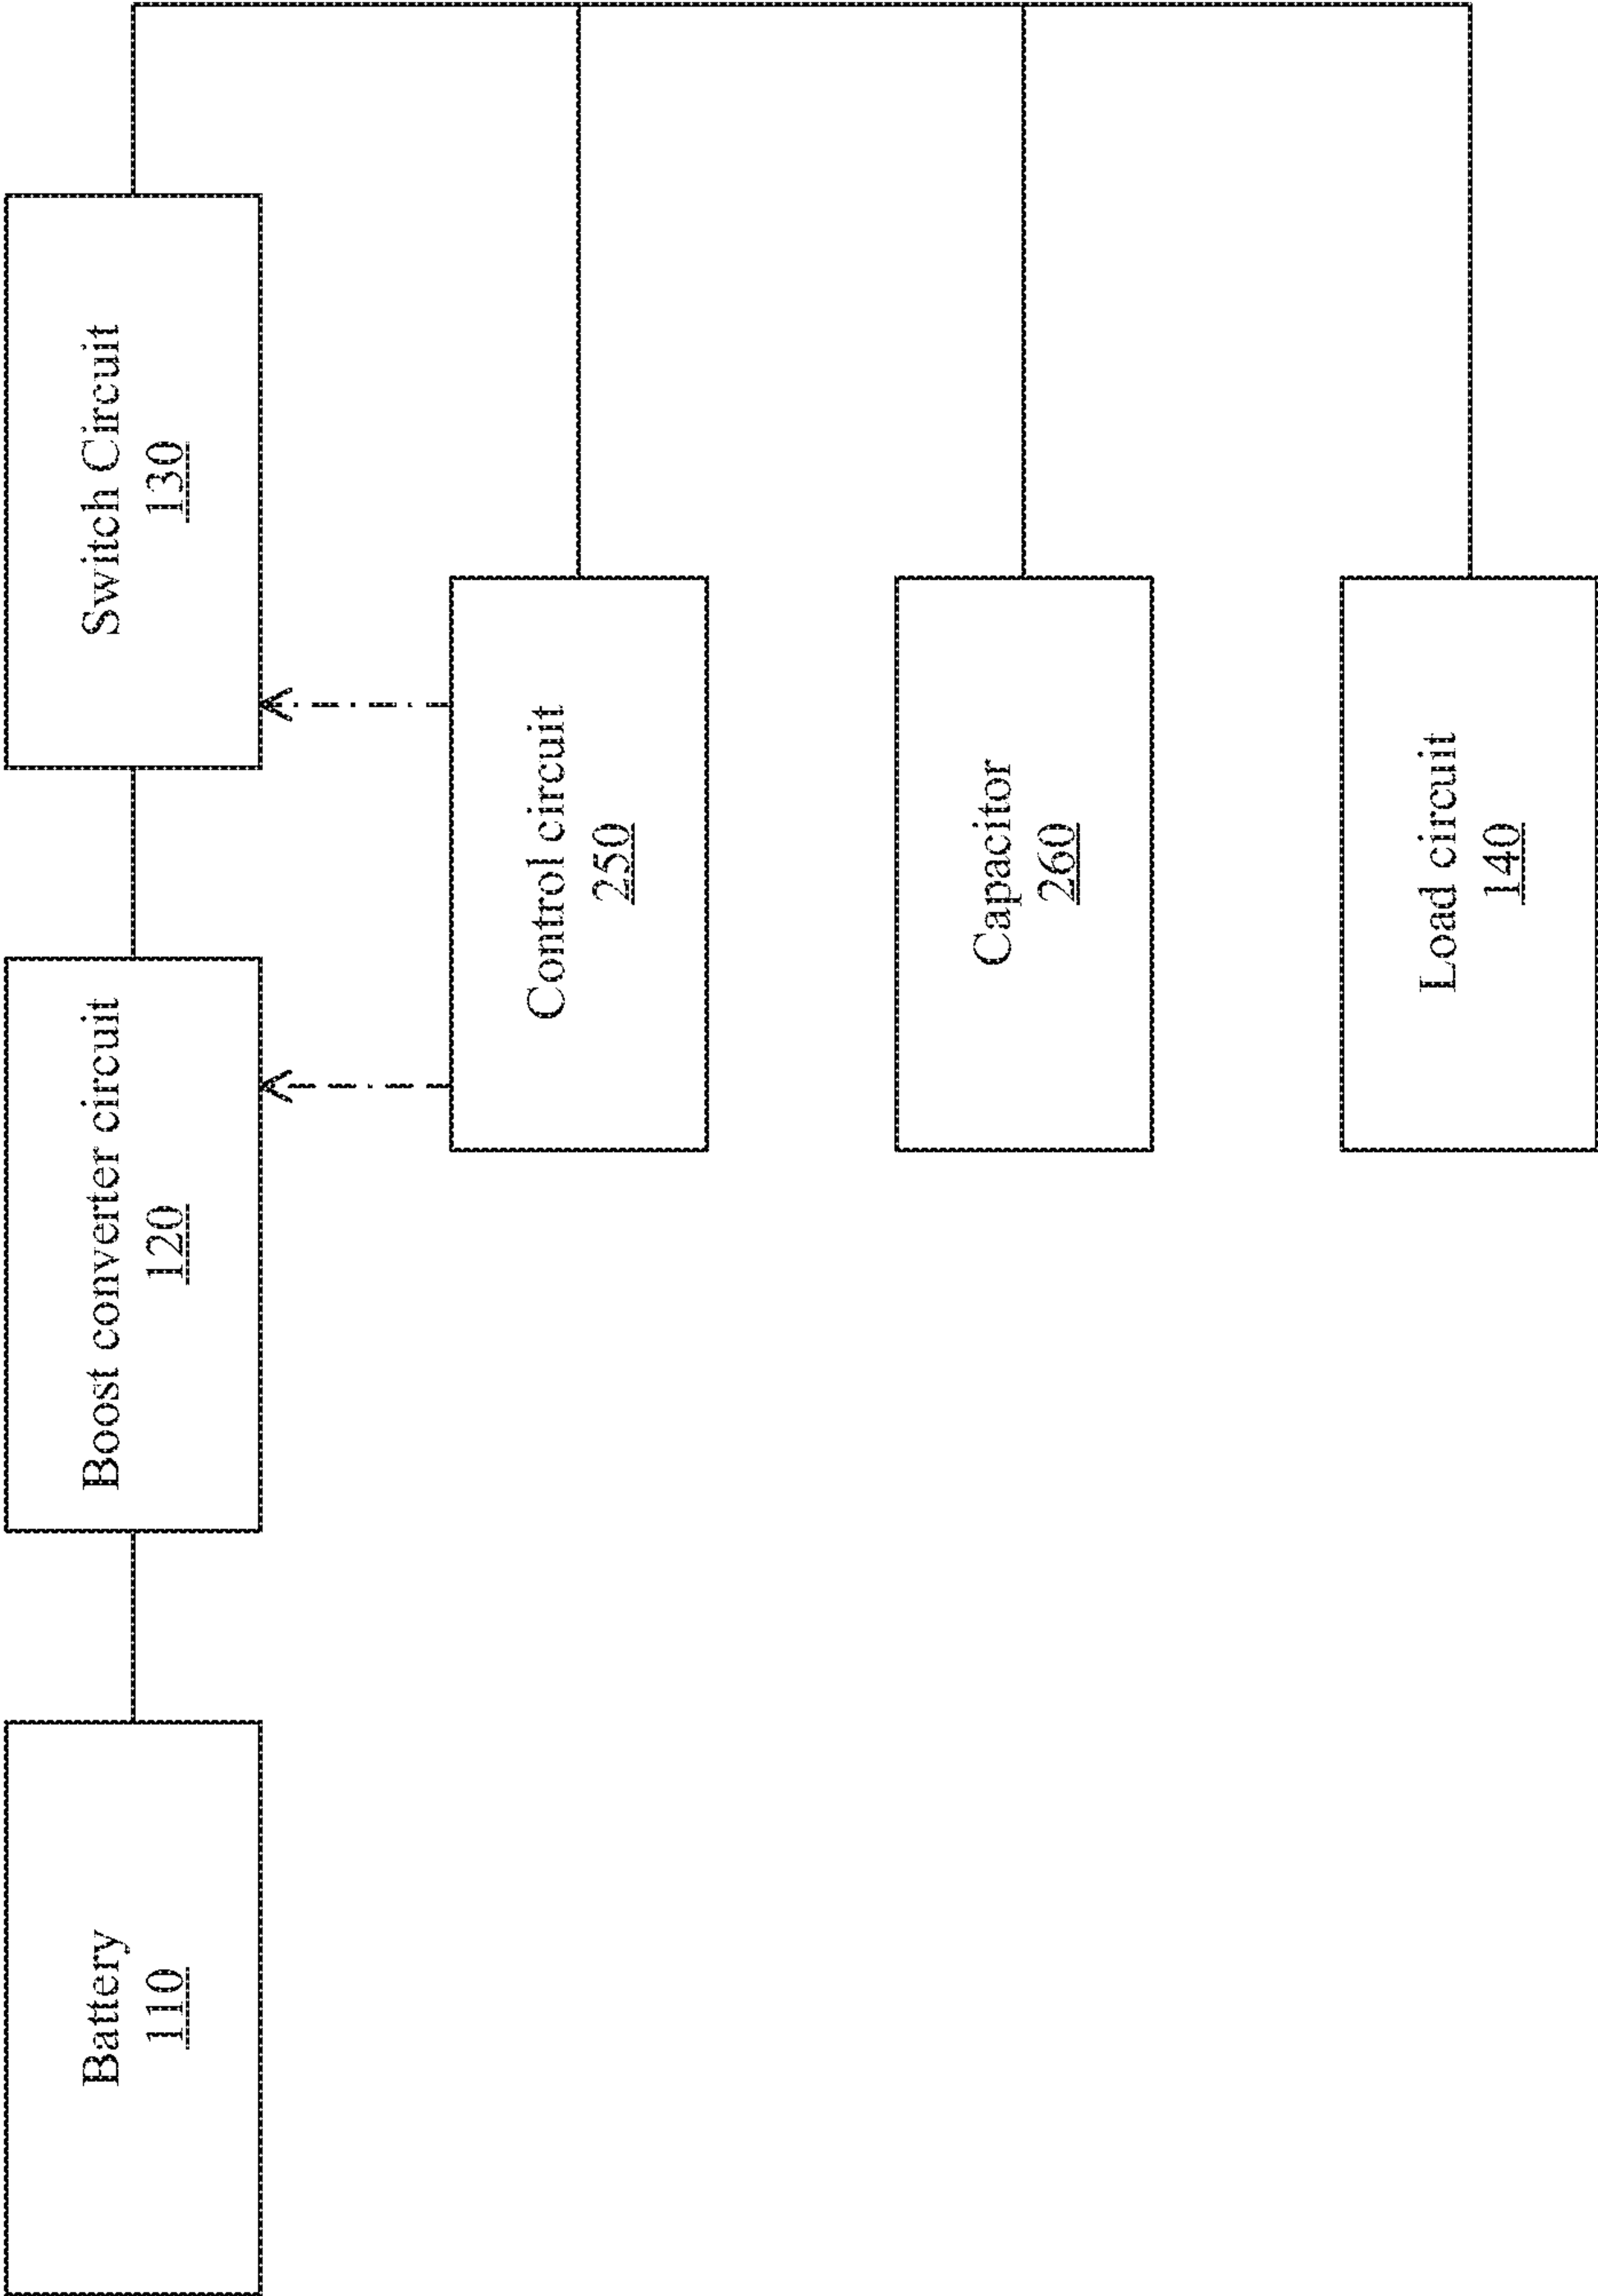 Battery
110
Boost converter circuit
120
Switch Circuit
130
Control circuit
250
Capacitor
260
Load circuit
140